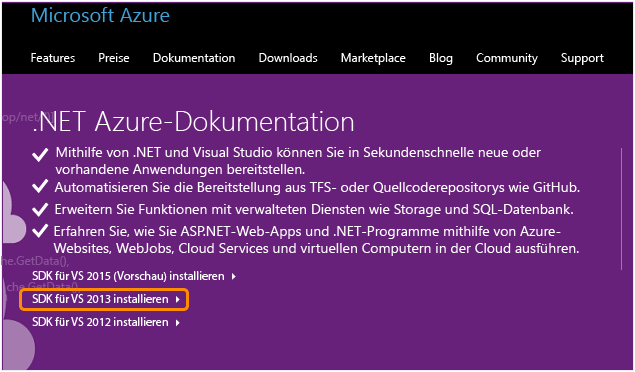 Microsoft Azure
Features Preise Dokumentation Downloads Marketplace Blog Community Support
.NET Azure-Dokumentation
Mithilfe von .NET und Visual Studio können Sie in Sekundenschnelle neue oder
vorhandene Anwendungen bereitstellen.
Automatisieren Sie die Bereitstellung aus TFS- oder Quellcoderepositorys wie GitHub.
Erweitern Sie Funktionen mit verwalteten Diensten wie Storage und SQL-Datenbank.
Erfahren Sie, wie Sie ASP.NET-Web-Apps und .NET-Programme mithilfe von Azure-
Websites, WebJobs, Cloud Services und virtuellen Computern in der Cloud ausführen.
che.GetData(),
SDK für VS 2015 (Vorschau) installieren
che.GetData(),
SDK für VS 2013 installieren
SDK für VS 2012 installieren